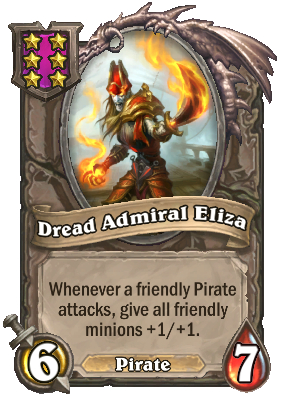 Dread Admiral Eliza
Whenever a friendly Pirate
attacks, give all friendly
minions +1/+1.
6
Pirate
7